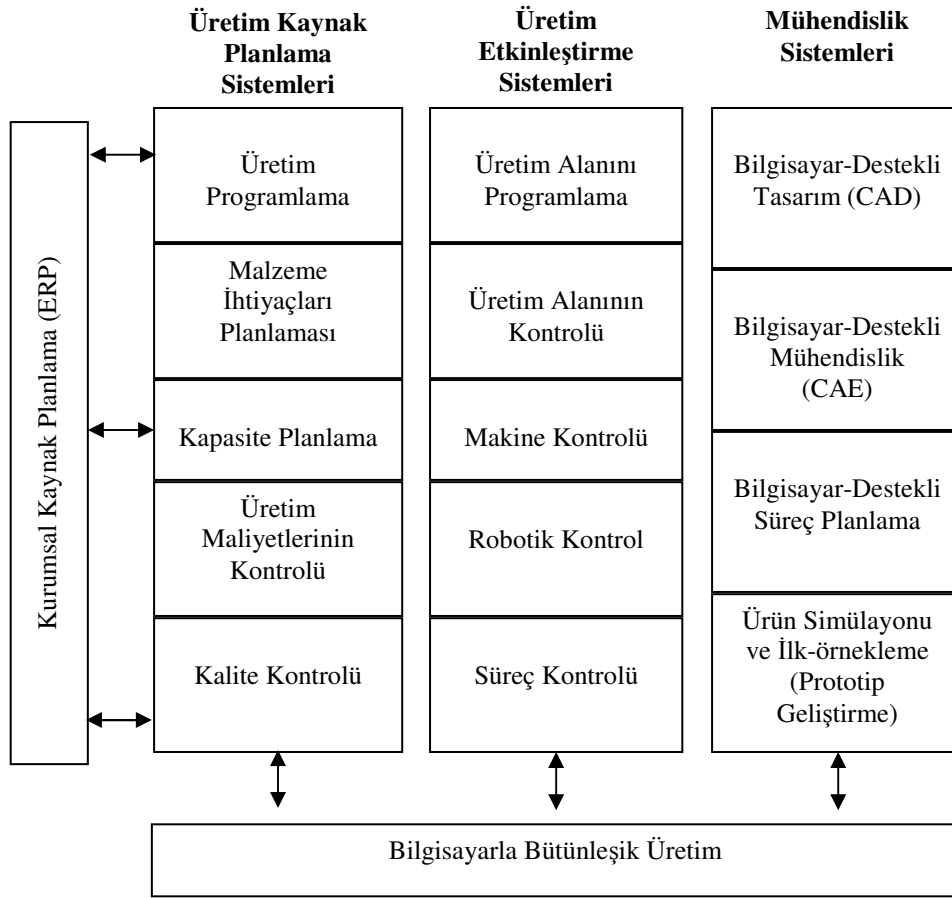 Üretim Kaynak
Planlama
Sistemleri
Üretim
Etkinleştirme
Sistemleri
Mühendislik
Sistemleri
Kurumsal Kaynak Planlama (ERP)
Üretim
Programlama
Malzeme
İhtiyaçları
Planlaması
Kapasite Planlama
Üretim
Maliyetlerinin
Kontrolü
Kalite Kontrolü
Üretim Alanını
Programlama
Üretim Alanının
Kontrolü
Makine Kontrolü
Robotik Kontrol
Süreç Kontrolü
Bilgisayar-Destekli
Tasarım (CAD)
Bilgisayar-Destekli
Mühendislik
(CAE)
Bilgisayar-Destekli
Süreç Planlama
Ürün Simülayonu
ve İlk-örnekleme
(Prototip
Geliştirme)
Bilgisayarla Bütünleşik Üretim